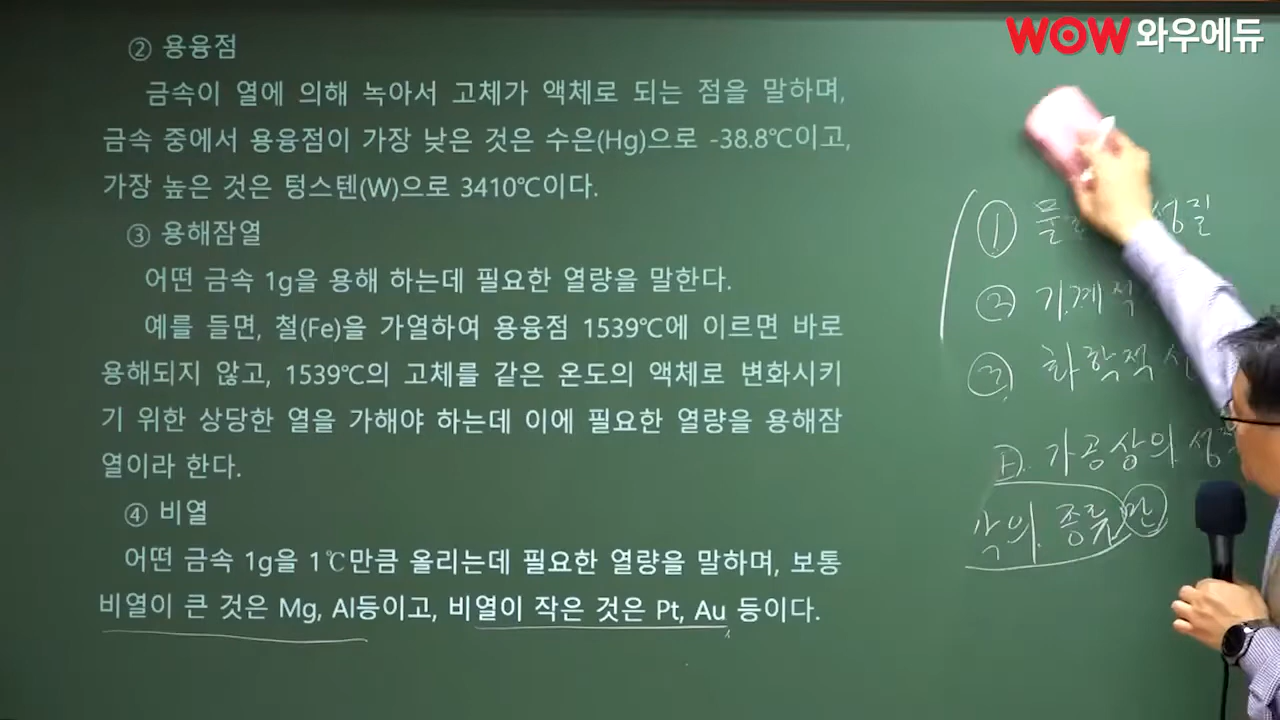 WOW 와우에듀
② 용융점
금속이 열에 의해 녹아서 고체가 액체로 되는 점을 말하며,
금속 중에서 용융점이 가장 낮은 것은 수은(Hg)으로 -38.8℃이고,
가장 높은 것은 텅스텐(W)으로 3410℃이다.
③ 용해잠열
어떤 금속 1g을 용해 하는데 필요한 열량을 말한다.
예를 들면, 철(Fe)을 가열하여 용융점 1539℃에 이르면 바로
용해되지 않고, 1539℃의 고체를 같은 온도의 액체로 변화시키
기 위한 상당한 열을 가해야 하는데 이에 필요한 열량을 용해잠
열이라 한다.
④ 비열
어떤 금속 1g을 1℃만큼 올리는데 필요한 열량을 말하며, 보통
비열이 큰 것은 Mg, Al등이고, 비열이 작은 것은 Pt, Au 등이다.
① 성질
② 기계적
③ 화학적
가공상의
각의 종류 만